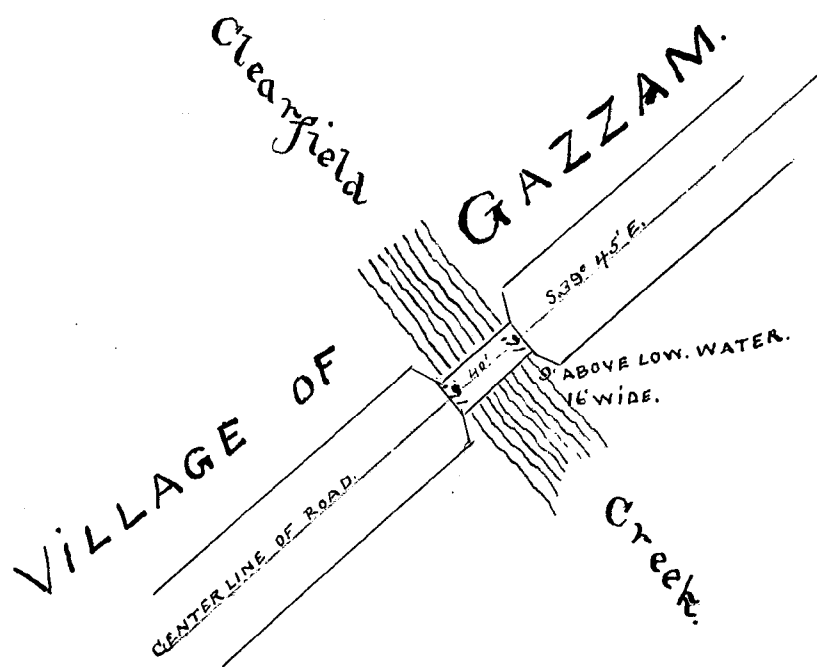 Clearfield
Creek.
VILLAGE OF
GAZZAM.
S.39° 45' E.
40'
9' ABOVE LOW. WATER.
16' WIDE.
CENTER LINE OF ROAD.